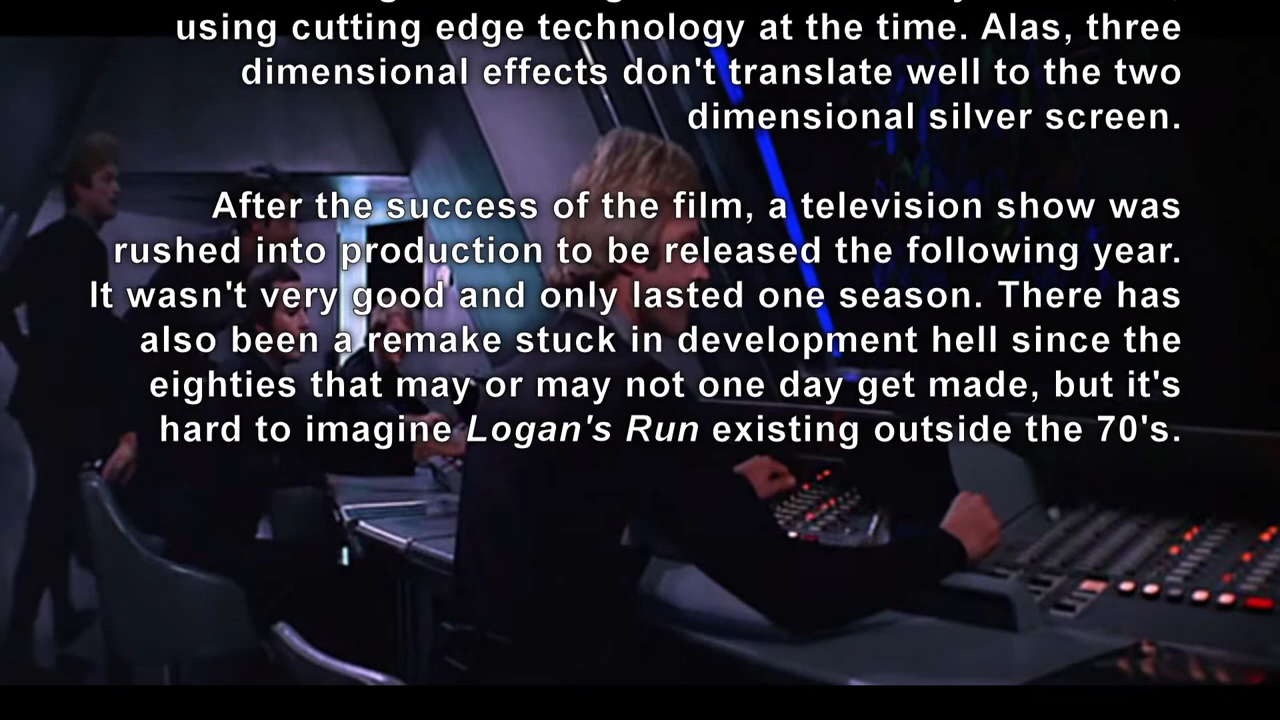 using cutting edge technology at the time. Alas, three
dimensional effects don't translate well to the two
dimensional silver screen.
After the success of the film, a television show was
rushed into production to be released the following year.
It wasn't very good and only lasted one season. There has
also been a remake stuck in development hell since the
eighties that may or may not one day get made, but it's
hard to imagine Logan's Run existing outside the 70's.